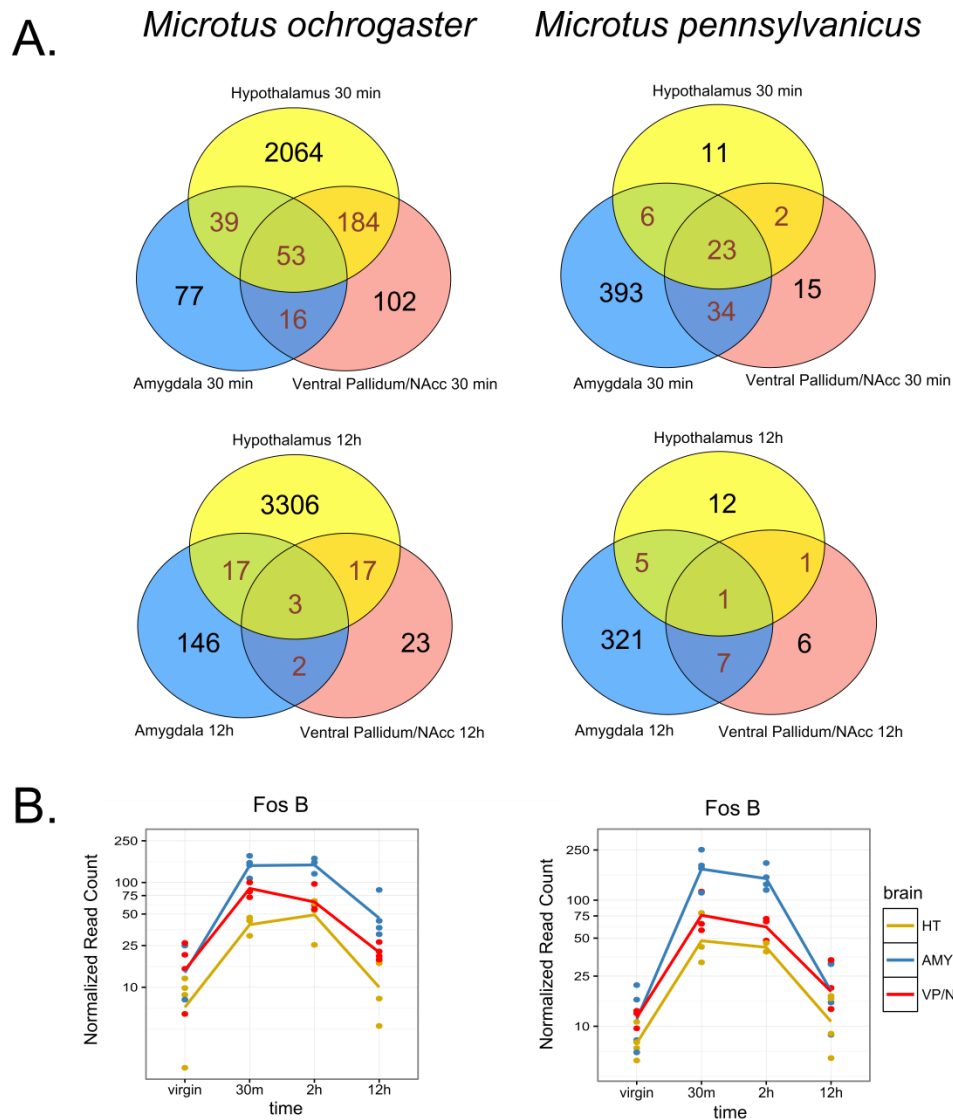 A.
Microtus ochrogaster Microtus pennsylvanicus
Hypothalamus 30 min
2064
39 184
53
77 102
16
Amygdala 30 min Ventral Pallidum/NAcc 30 min
Hypothalamus 30 min
11
6 2
23
393 15
34
Amygdala 30 min Ventral Pallidum/NAcc 30 min
Hypothalamus 12h
3306
17 17
3
146 23
2
Amygdala 12h Ventral Pallidum/NAcc 12h
Hypothalamus 12h
12
5 1
1
321 6
7
Amygdala 12h Ventral Pallidum/NAcc 12h
B.
Fos B
Normalized Read Count
250
100
75
50
25
10
virgin 30m 2h 12h
time
Fos B
Normalized Read Count
250
100
75
50
25
10
virgin 30m 2h 12h
time
brain
HT
AMY
VP/N